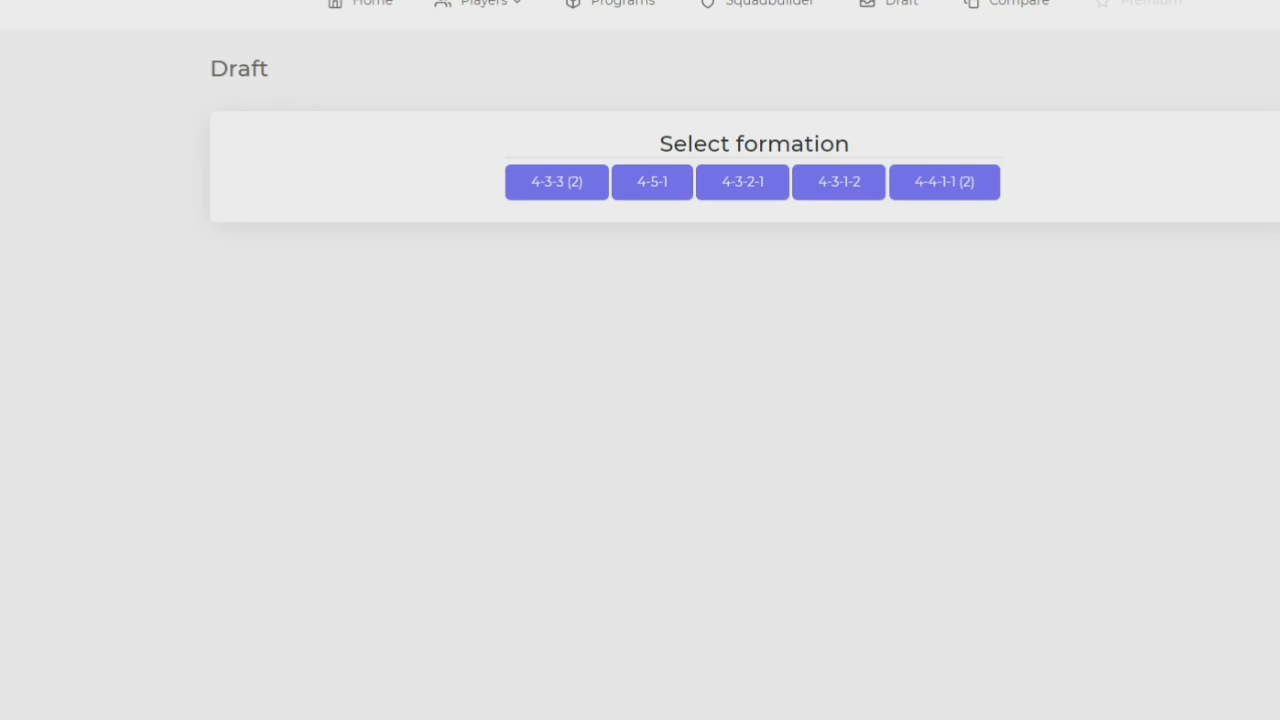 Home Players Programs Squadbuilder Draft Compare Premium
Draft
Select formation
4-3-3 (2) 4-5-1 4-3-2-1 4-3-1-2 4-4-1-1 (2)